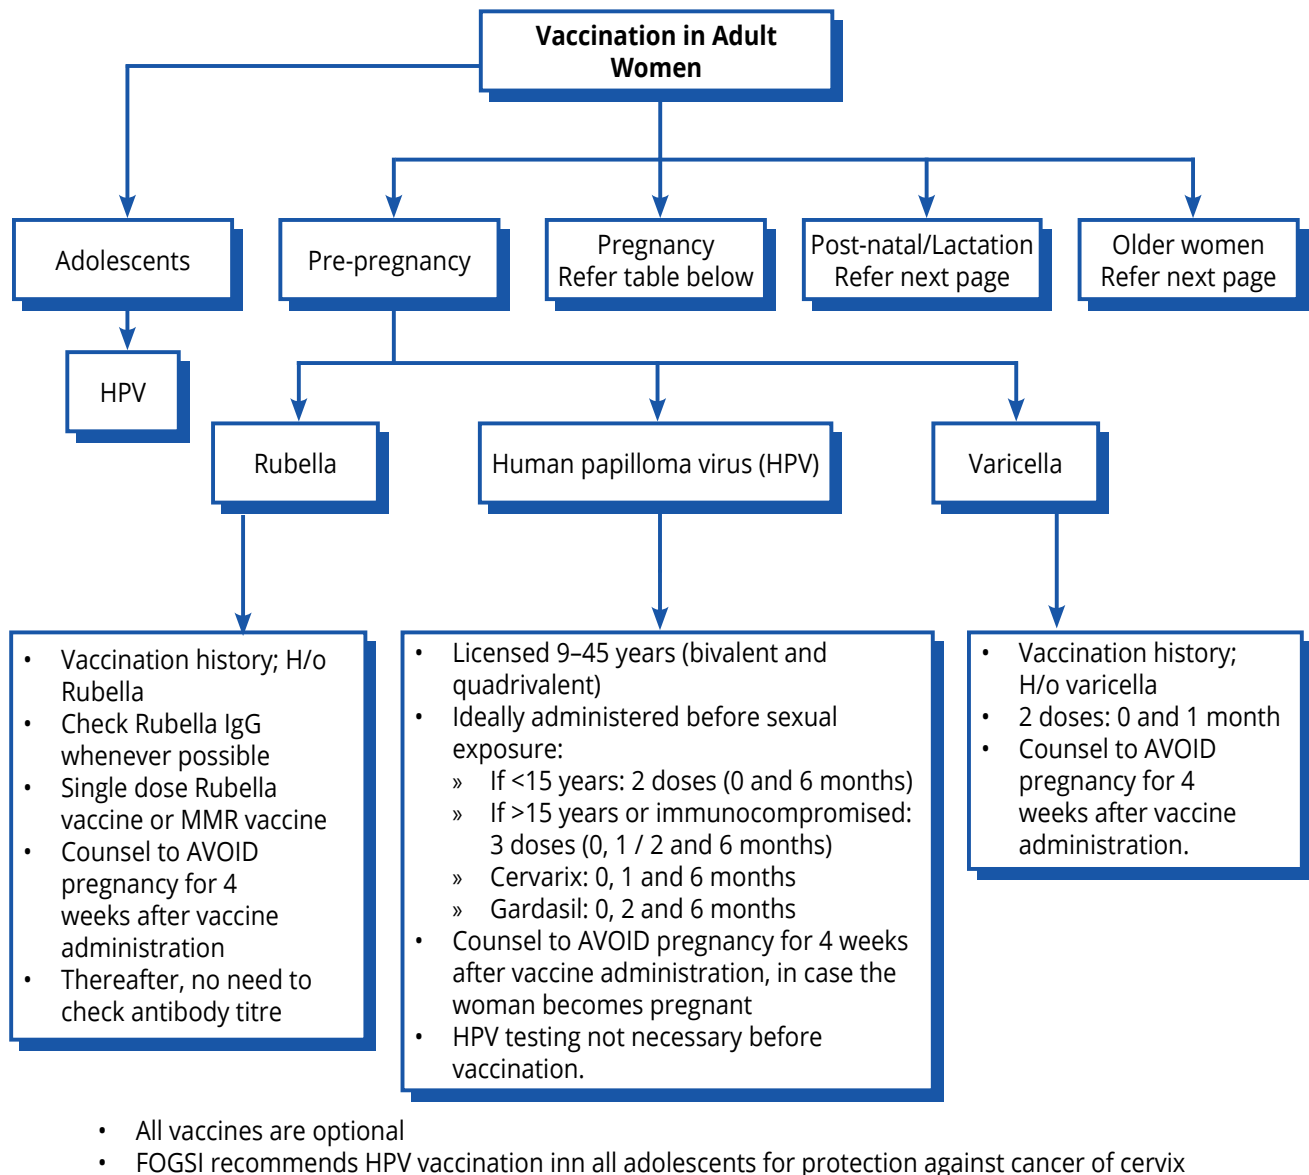 Vaccination in Adult
Women
Adolescents
Pre-pregnancy
Pregnancy
Refer table below
Post-natal/Lactation
Refer next page
Older women
Refer next page
HPV
Rubella
Human papilloma virus (HPV)
Varicella
• Vaccination history; H/o
Rubella
• Check Rubella IgG
whenever possible
• Single dose Rubella
vaccine or MMR vaccine
• Counsel to AVOID
pregnancy for 4
weeks after vaccine
administration
• Thereafter, no need to
check antibody titre
• Licensed 9–45 years (bivalent and
quadrivalent)
• Ideally administered before sexual
exposure:
» If <15 years: 2 doses (0 and 6 months)
» If >15 years or immunocompromised:
3 doses (0, 1 / 2 and 6 months)
» Cervarix: 0, 1 and 6 months
» Gardasil: 0, 2 and 6 months
• Counsel to AVOID pregnancy for 4 weeks
after vaccine administration, in case the
woman becomes pregnant
• HPV testing not necessary before
vaccination.
• Vaccination history;
H/o varicella
• 2 doses: 0 and 1 month
• Counsel to AVOID
pregnancy for 4
weeks after vaccine
administration.
• All vaccines are optional
• FOGSI recommends HPV vaccination inn all adolescents for protection against cancer of cervix